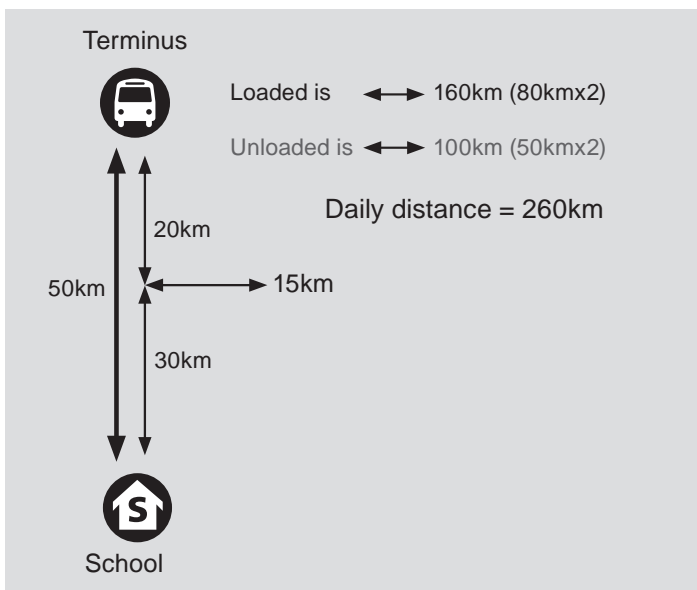 Terminus
Loaded is 160km (80kmx2)
Unloaded is 100km (50kmx2)
Daily distance = 260km
20km
50km
15km
30km
S
School